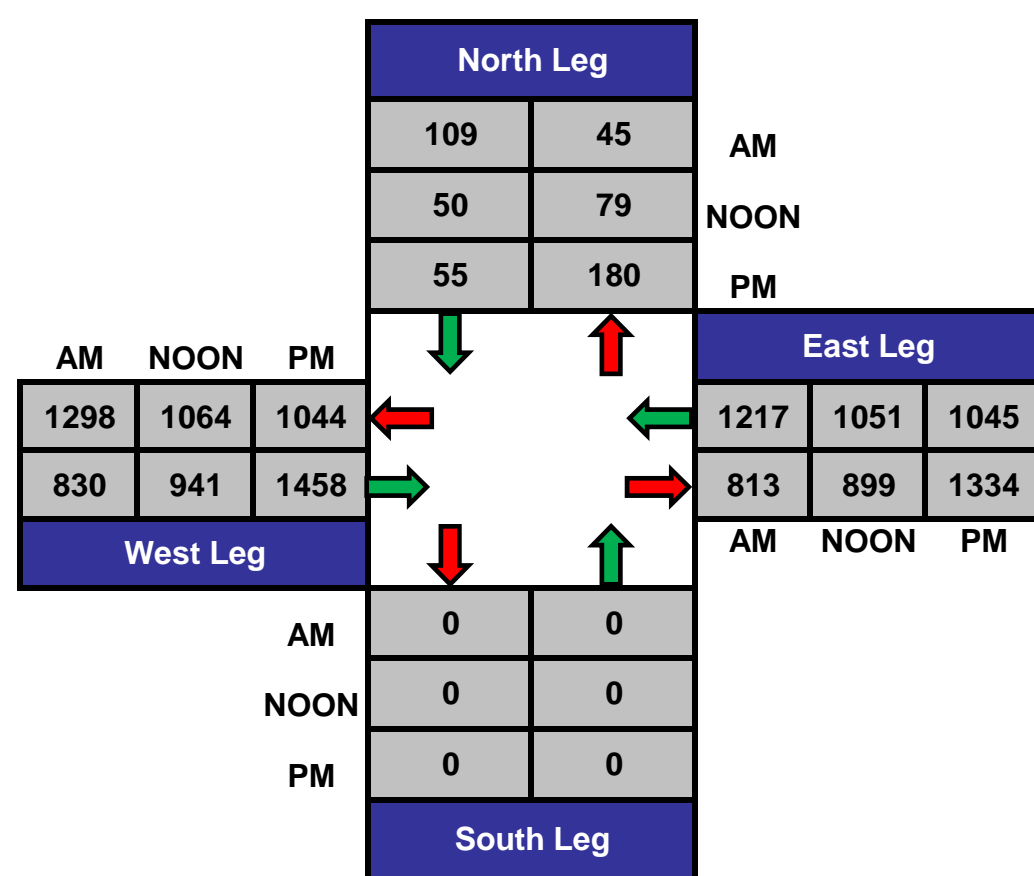 North Leg
109 45 AM
50 79 NOON
55 180 PM
East Leg
AM NOON PM
1298 1064 1044 1217 1051 1045
830 941 1458 813 899 1334
West Leg AM NOON PM
AM 0 0
NOON 0 0
PM 0 0
South Leg